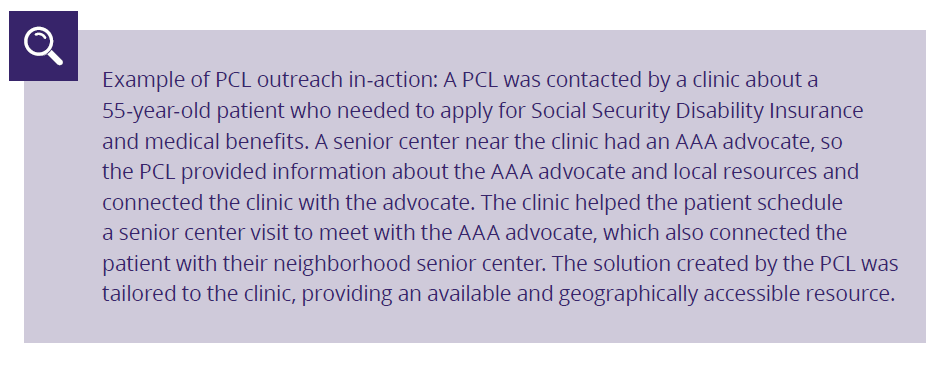 Example of PCL outreach in-action: A PCL was contacted by a clinic about a
55-year-old patient who needed to apply for Social Security Disability Insurance
and medical benefits. A senior center near the clinic had an AAA advocate, so
the PCL provided information about the AAA advocate and local resources and
connected the clinic with the advocate. The clinic helped the patient schedule
a senior center visit to meet with the AAA advocate, which also connected the
patient with their neighborhood senior center. The solution created by the PCL was
tailored to the clinic, providing an available and geographically accessible resource.